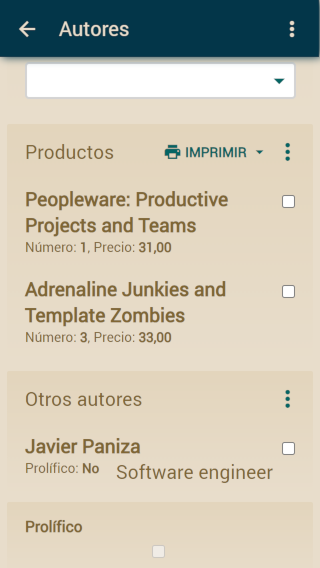 Autores
Productos IMPRIMIR
Peopleware: Productive
Projects and Teams
Número: 1, Precio: 31,00
Adrenaline Junkies and
Template Zombies
Número: 3, Precio: 33,00
Otros autores
Javier Paniza
Prolífico: No Software engineer
Prolífico